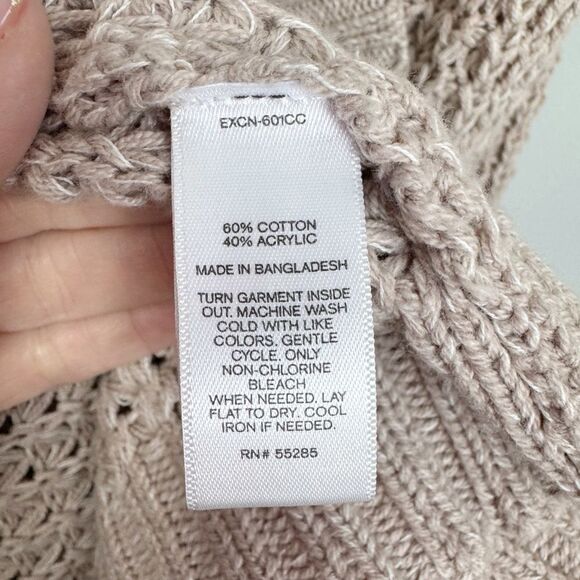 EXCN-601CC
60% COTTON
40% ACRYLIC
MADE IN BANGLADESH
TURN GARMENT INSIDE
OUT. MACHINE WASH
COLD WITH LIKE
COLORS. GENTLE
CYCLE. ONLY
NON-CHLORINE
BLEACH
WHEN NEEDED. LAY
FLAT TO DRY. COOL
IRON IF NEEDED.
RN# 55285